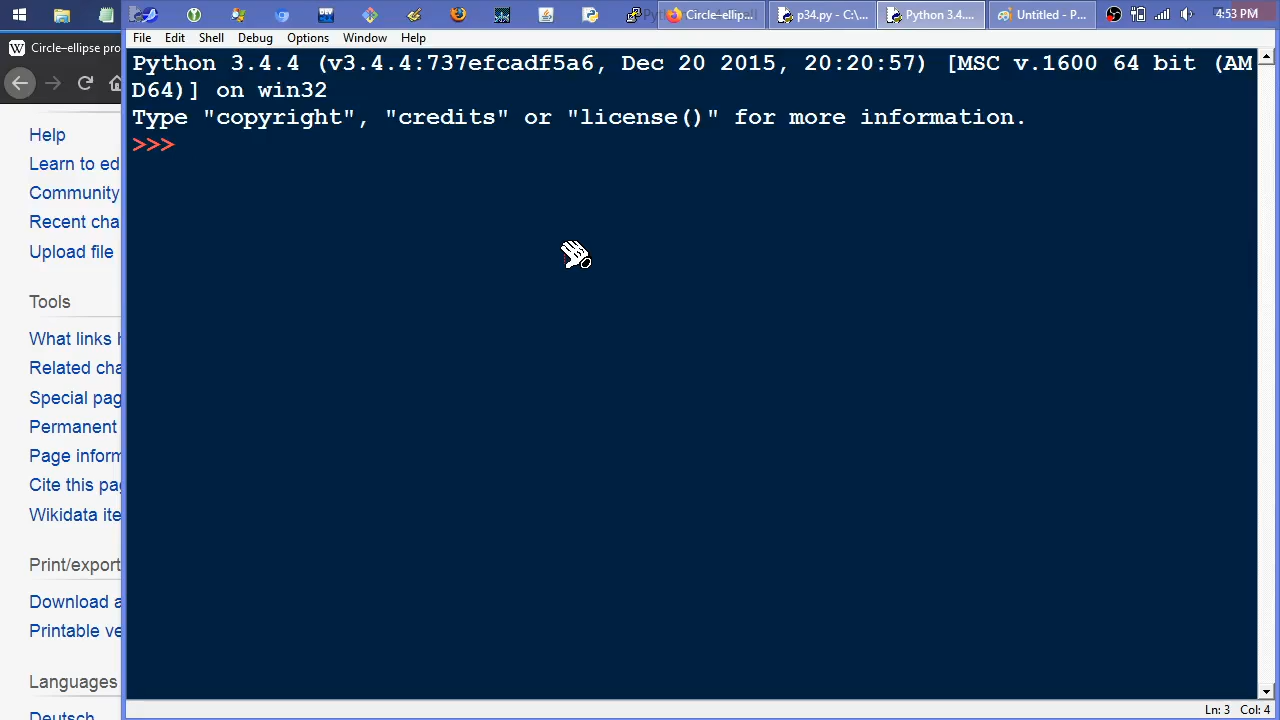 Circle–ellip...
p34.py - C:\...
Python 3.4....
Untitled - P...
4:53 PM
Circle–ellipse pro
File Edit Shell Debug Options Window Help
Python 3.4.4 (v3.4.4:737efcadf5a6, Dec 20 2015, 20:20:57) [MSC v.1600 64 bit (AM
D64)] on win32
Type "copyright", "credits" or "license()" for more information.
>>>
Help
Learn to ed
Community
Recent cha
Upload file
Tools
What links h
Related cha
Special pag
Permanent
Page inform
Cite this pag
Wikidata ite
Print/export
Download a
Printable ve
Languages
Deutsch
Ln: 3 Col: 4